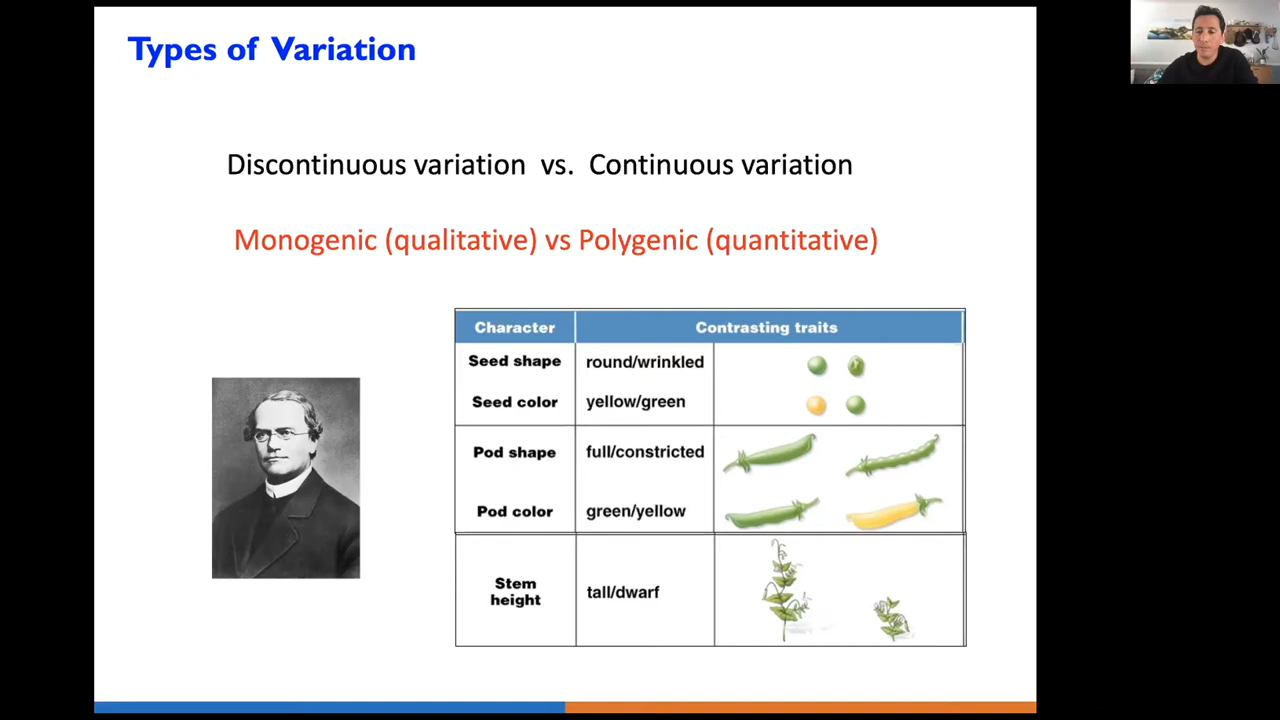 Types of Variation
Discontinuous variation vs. Continuous variation
Monogenic (qualitative) vs Polygenic (quantitative)
Character Contrasting traits
Seed shape round/wrinkled
Seed color yellow/green
Pod shape full/constricted
Pod color green/yellow
Stem height tall/dwarf